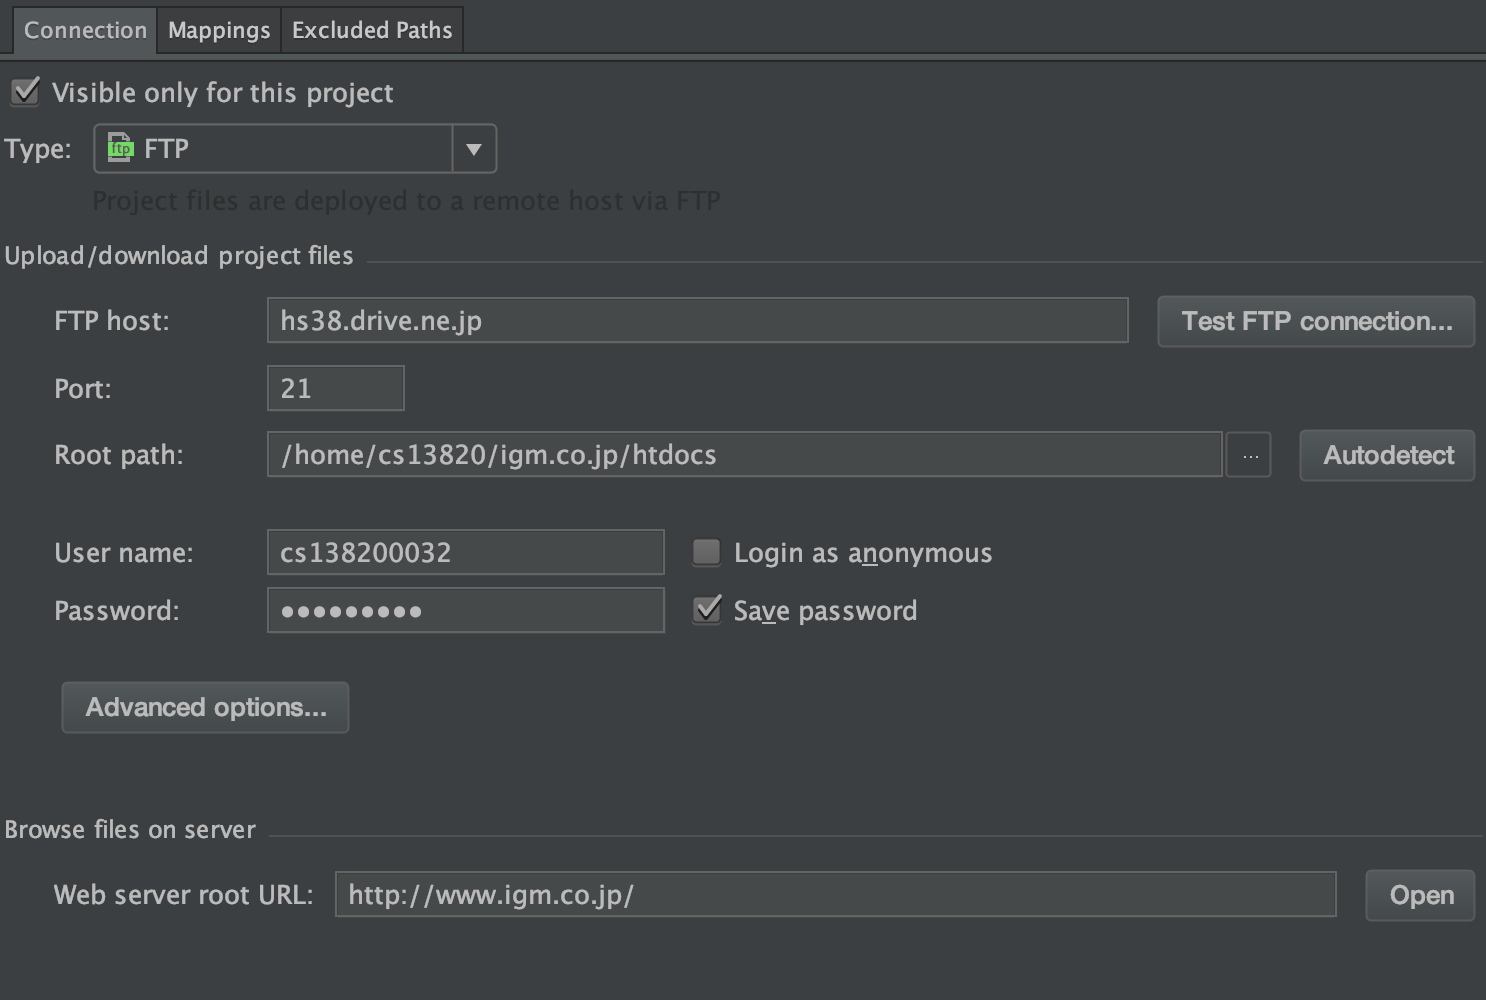 Connection Mappings Excluded Paths
Visible only for this project
Type: ftp FTP
Project files are deployed to a remote host via FTP
Upload/download project files
FTP host: hs38.drive.ne.jp Test FTP connection...
Port: 21
Root path: /home/cs13820/igm.co.jp/htdocs ... Autodetect
User name: cs138200032 Login as anonymous
Password: ••••••••• Save password
Advanced options...
Browse files on server
Web server root URL: http://www.igm.co.jp/ Open